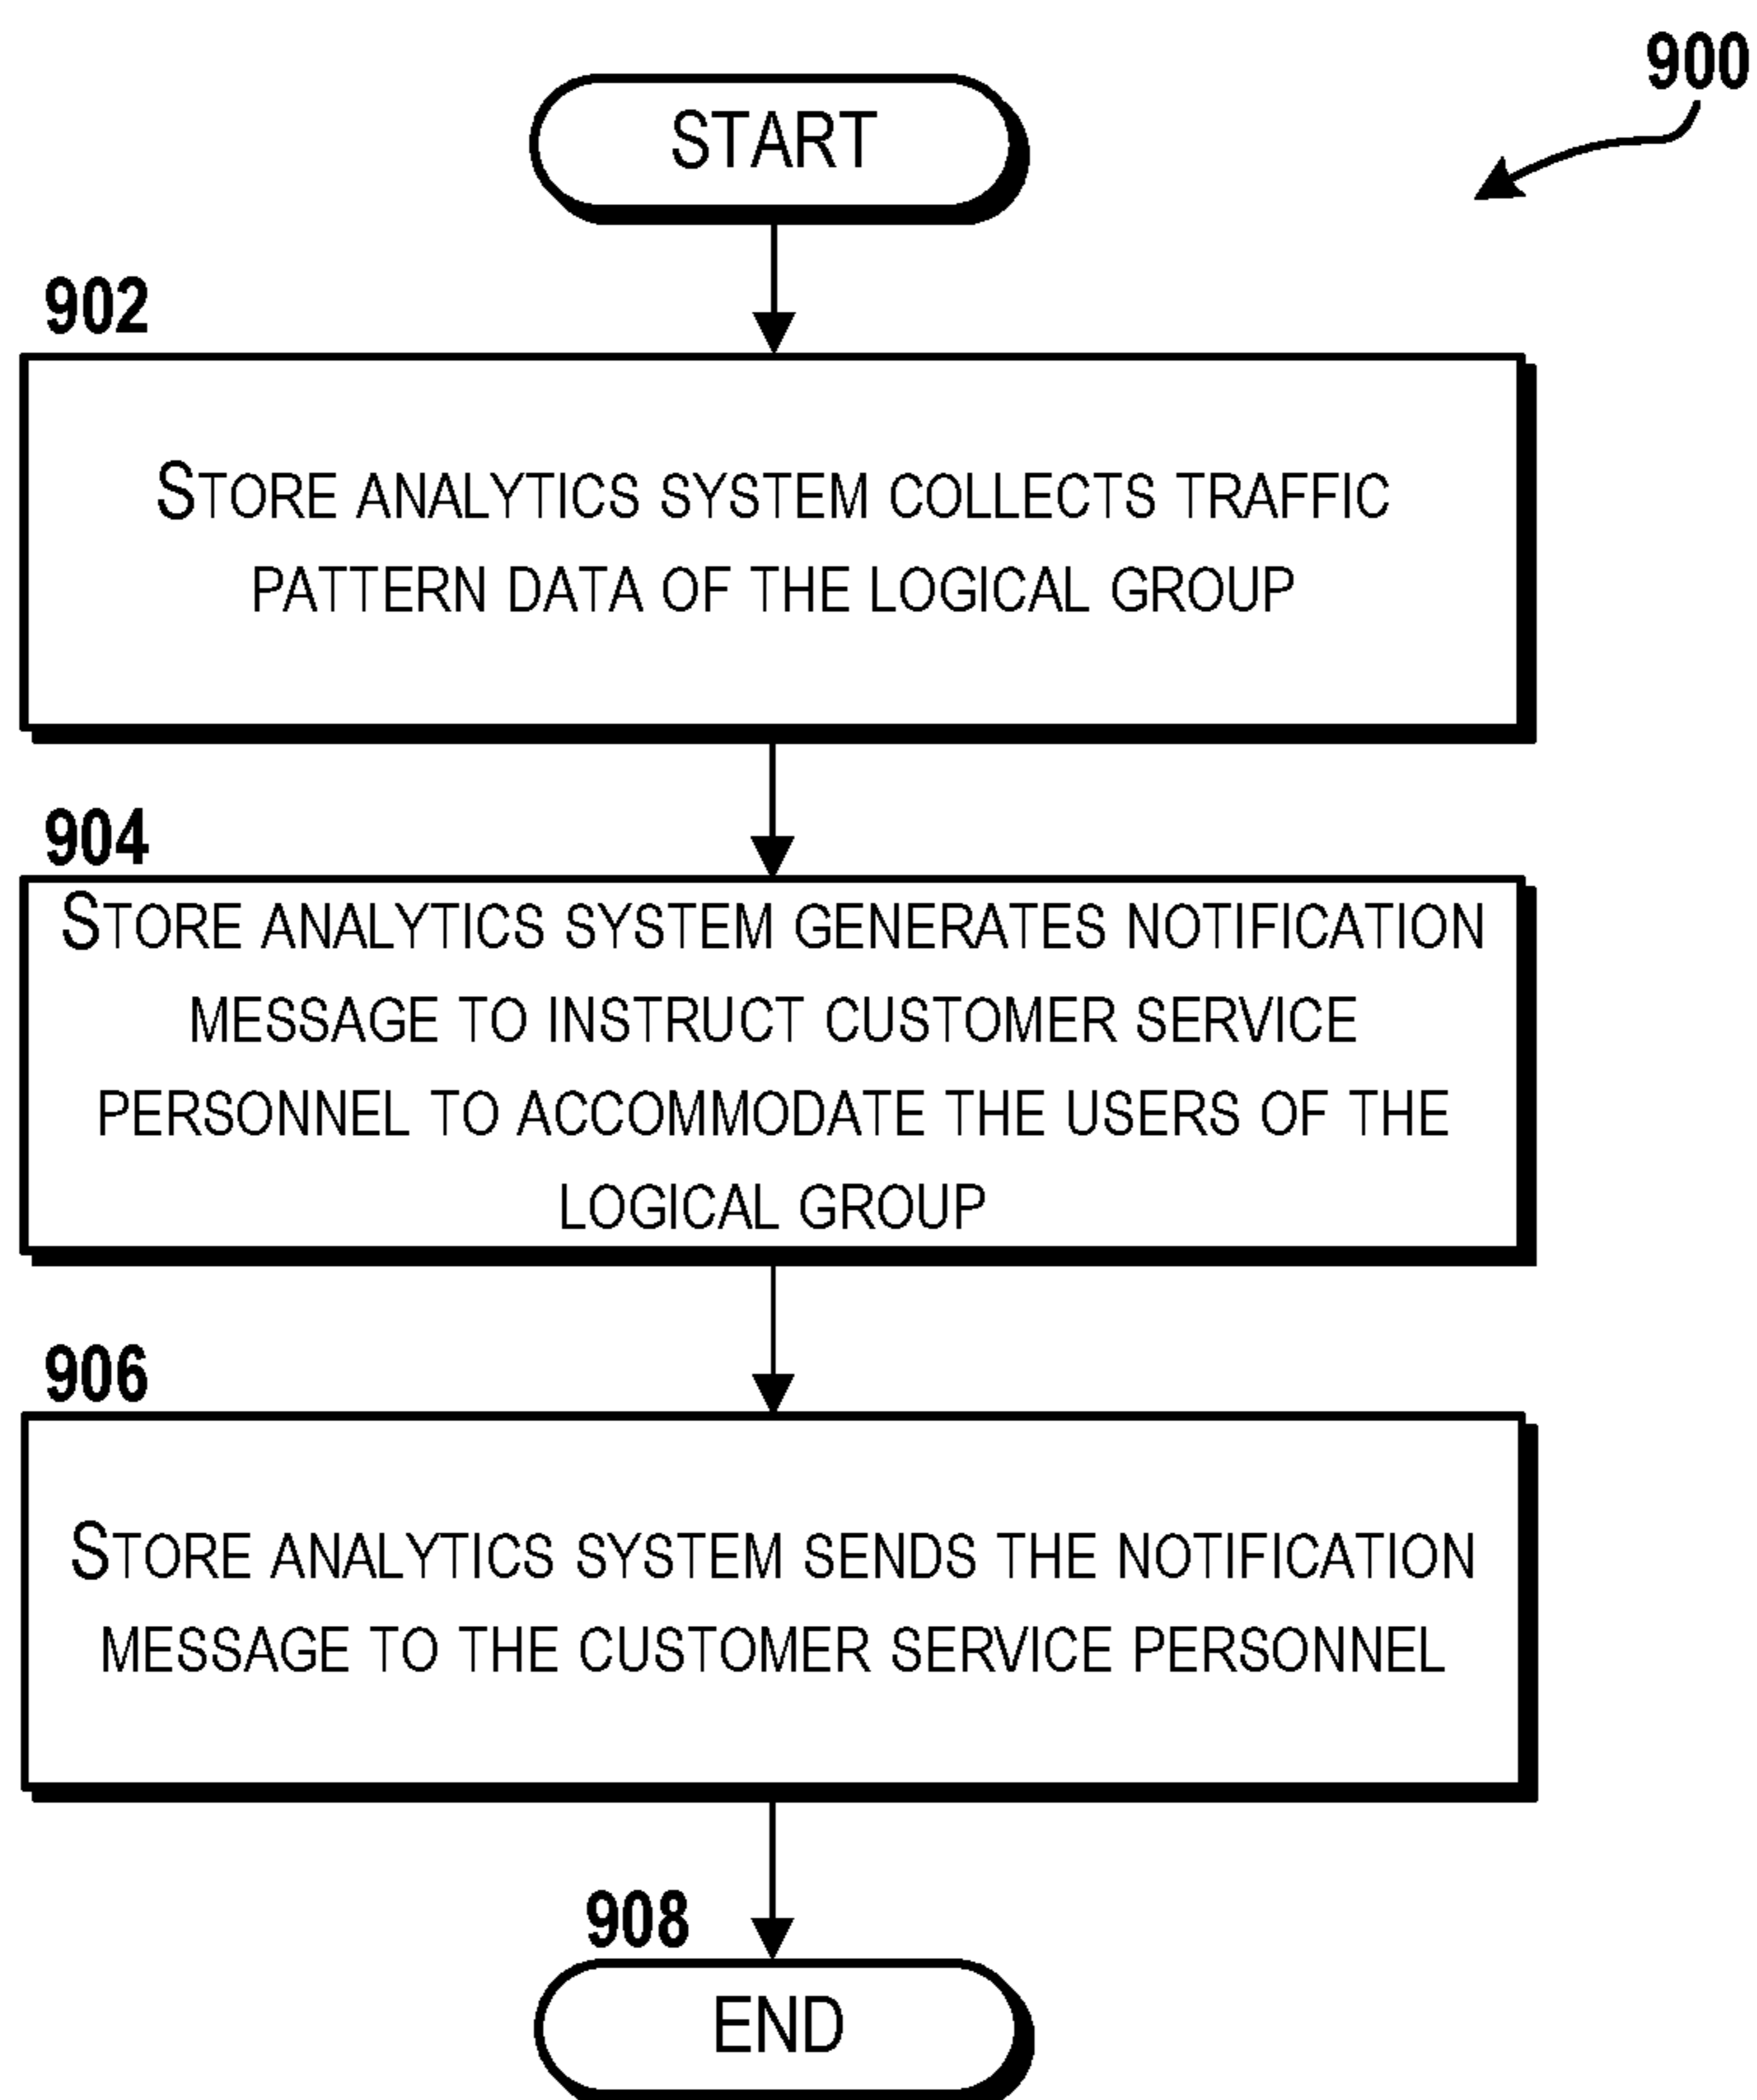 900
START
902
STORE ANALYTICS SYSTEM COLLECTS TRAFFIC
PATTERN DATA OF THE LOGICAL GROUP
904
STORE ANALYTICS SYSTEM GENERATES NOTIFICATION
MESSAGE TO INSTRUCT CUSTOMER SERVICE
PERSONNEL TO ACCOMMODATE THE USERS OF THE
LOGICAL GROUP
906
STORE ANALYTICS SYSTEM SENDS THE NOTIFICATION
MESSAGE TO THE CUSTOMER SERVICE PERSONNEL
908
END